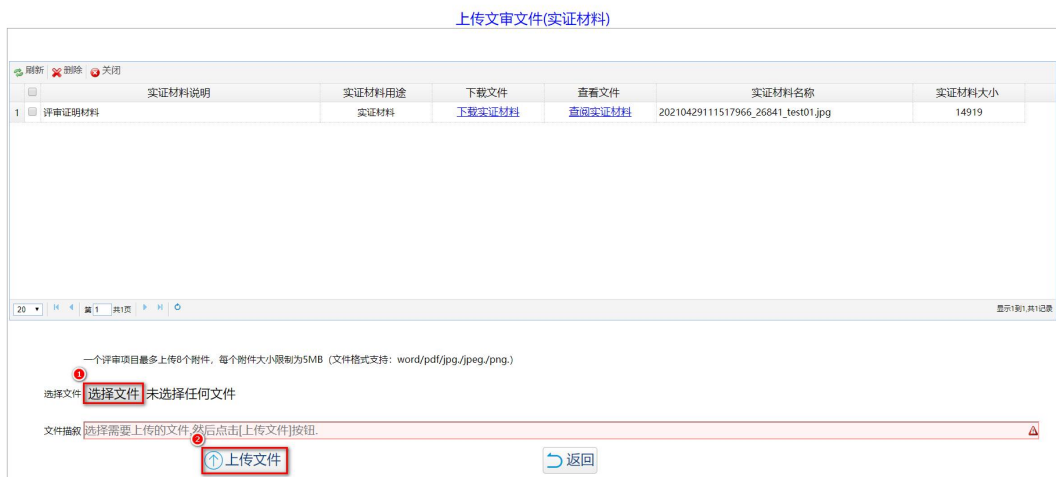 上传文审文件(实证材料)
刷新 删除 关闭
实证材料说明 实证材料用途 下载文件 查看文件 实证材料名称 实证材料大小
1 评审证明材料 实证材料 下载实证材料 查阅实证材料 20210429111517966_26841_test01.jpg 14919
20 第 1 共1页 显示1到1,共1记录
一个评审项目最多上传8个附件，每个附件大小限制为5MB（文件格式支持：word/pdf/jpg,/jpeg,/png.）
1
选择文件 选择文件 未选择任何文件
文件描叙 选择需要上传的文件,然后点击[上传文件]按钮.
2
上传文件 返回